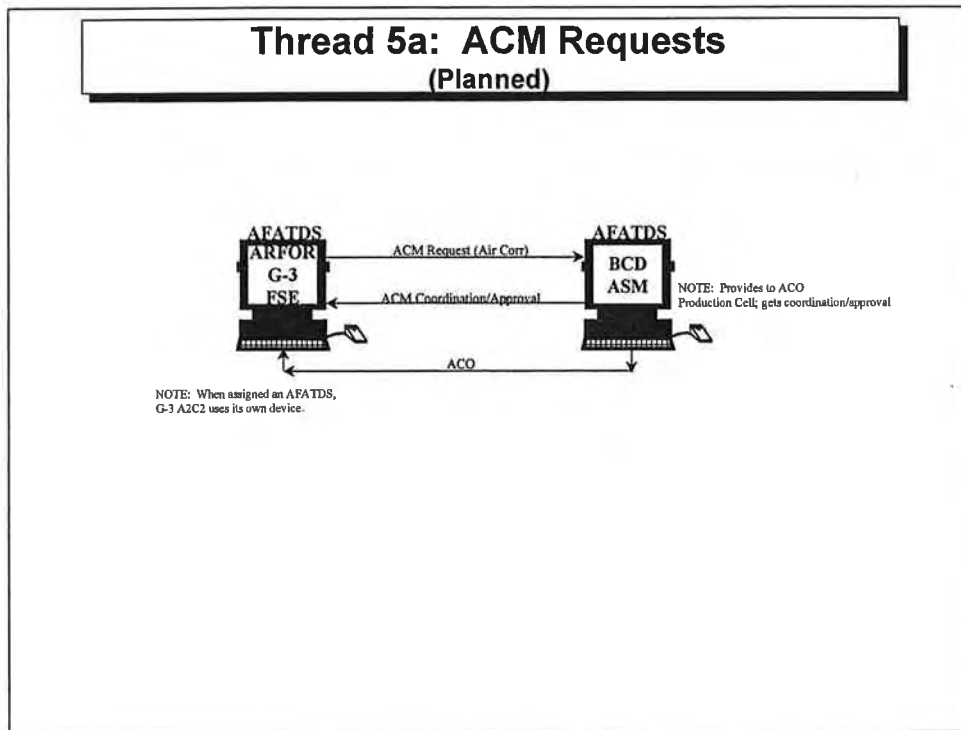 Thread 5a: ACM Requests
(Planned)
AFATDS
ARFOR
G-3
FSE
ACM Request (Air Corr)
ACM Coordination/Approval
AFATDS
BCD
ASM
NOTE: Provides to ACO
Production Cell; gets coordination/approval
ACO
NOTE: When assigned an AFATDS,
G-3 A2C2 uses its own device.